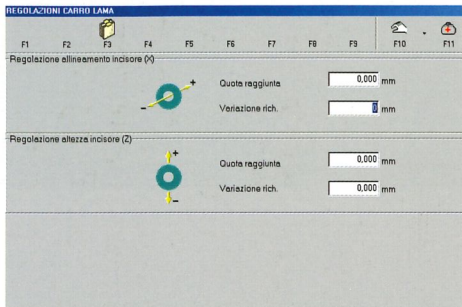 REGOLAZIONI CARRO LAMA
F1 F2 F3 F4 F5 F6 F7 F8 F9 F10 F11
Regolazione allineamento incisore (X)
+
-
Quota raggiunta 0,000 mm
Variazione rich. 0 mm
Regolazione altezza incisore (Z)
+
-
Quota raggiunta 0,000 mm
Variazione rich. 0,000 mm